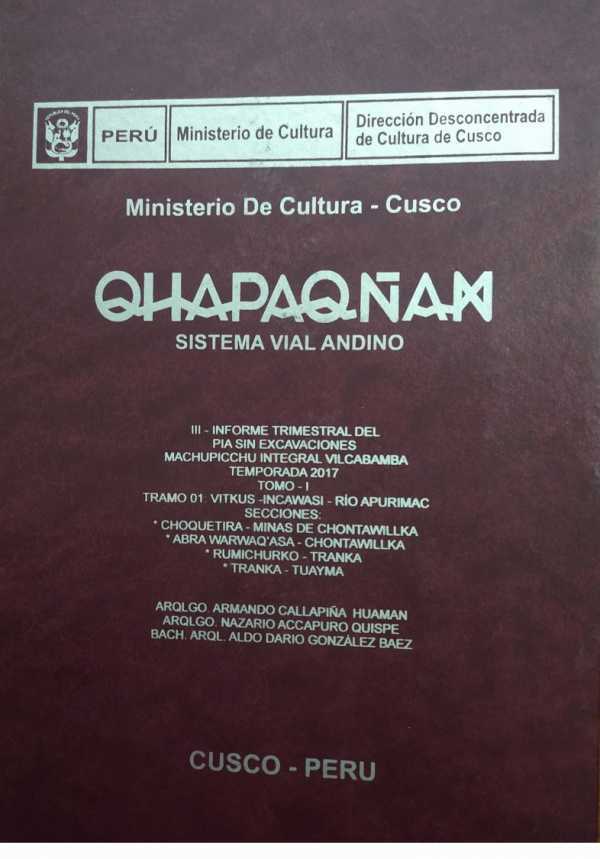 PERÚ
Ministerio de Cultura
Dirección Desconcentrada
de Cultura de Cusco
Ministerio De Cultura - Cusco
QHAPAQ ÑAN
SISTEMA VIAL ANDINO
III - INFORME TRIMESTRAL DEL
PIA SIN EXCAVACIONES
MACHUPICCHU INTEGRAL VILCABAMBA
TEMPORADA 2017
TOMO - I
TRAMO 01: VITKUS -INCAWASI - RÍO APURIMAC
SECCIONES:
* CHOQUETIRA - MINAS DE CHONTAWILLKA
* ABRA WARWAQ'ASA - CHONTAWILLKA
* RUMICHURKO - TRANKA
* TRANKA - TUAYMA
ARQLGO. ARMANDO CALLAPIÑA HUAMAN
ARQLGO. NAZARIO ACCAPURO QUISPE
BACH. ARQL. ALDO DARIO GONZÁLEZ BAEZ
CUSCO - PERU